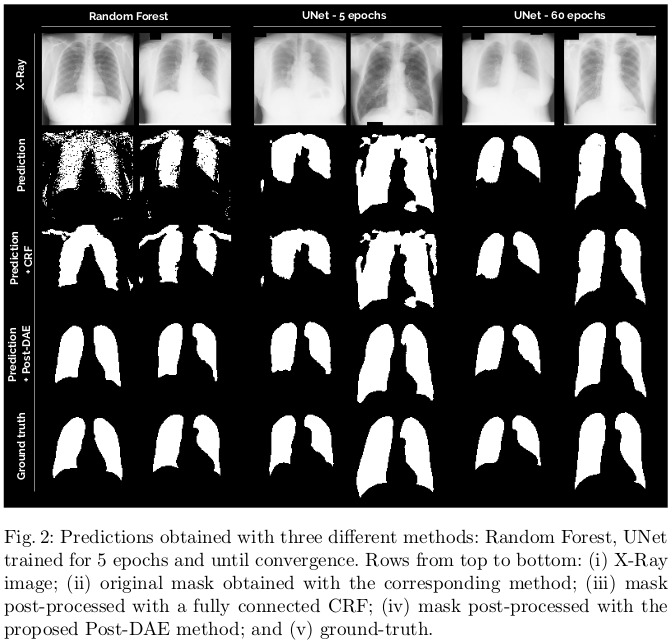 Random Forest
UNet - 5 epochs
UNet - 60 epochs
X-Ray
Prediction
Prediction
+ CRF
Prediction
+ Post-DAE
Ground truth
Fig. 2: Predictions obtained with three different methods: Random Forest, UNet
trained for 5 epochs and until convergence. Rows from top to bottom: (i) X-Ray
image; (ii) original mask obtained with the corresponding method; (iii) mask
post-processed with a fully connected CRF; (iv) mask post-processed with the
proposed Post-DAE method; and (v) ground-truth.